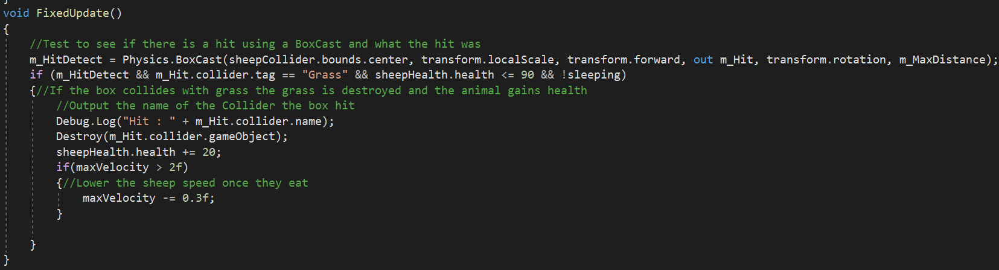 }
void FixedUpdate()
{
    //Test to see if there is a hit using a BoxCast and what the hit was
    m_HitDetect = Physics.BoxCast(sheepCollider.bounds.center, transform.localScale, transform.forward, out m_Hit, transform.rotation, m_MaxDistance);
    if (m_HitDetect && m_Hit.collider.tag == "Grass" && sheepHealth.health <= 90 && !sleeping)
    {//If the box collides with grass the grass is destroyed and the animal gains health
        //Output the name of the Collider the box hit
        Debug.Log("Hit : " + m_Hit.collider.name);
        Destroy(m_Hit.collider.gameObject);
        sheepHealth.health += 20;
        if(maxVelocity > 2f)
        {//Lower the sheep speed once they eat
            maxVelocity -= 0.3f;
        }
    }
}